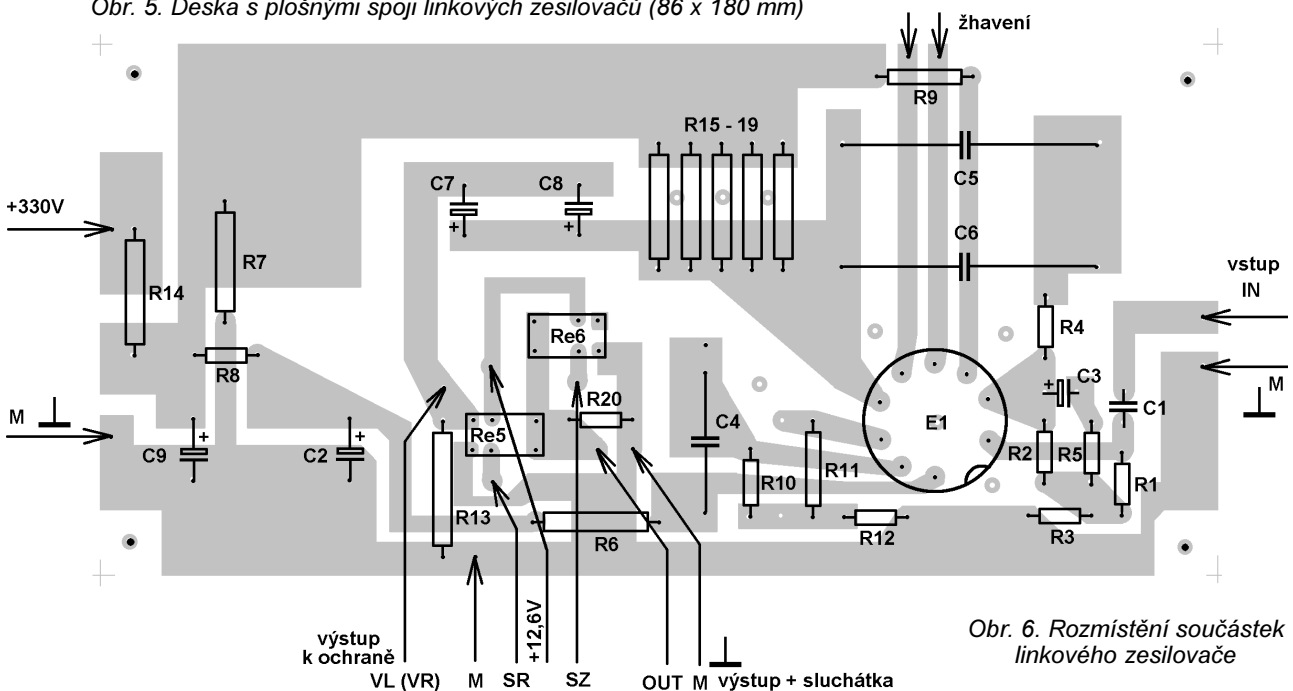 Obr. 5. Deska s plošnými spoji linkových zesilovačů (86 x 180 mm)
žhavení
R9
R15 - 19
C7
C8
C5
+330V
C6
R7
R14
vstup
IN
R4
Re6
R8
C3
M
R20
C1
M
Re5
C4
E1
C9
C2
R2
R5
R11
R10
R1
R13
R6
R12
R3
+12,6V
výstup
k ochraně
VL (VR)
M
SR
SZ
OUT
M
výstup + sluchátka
Obr. 6. Rozmístění součástek
linkového zesilovače